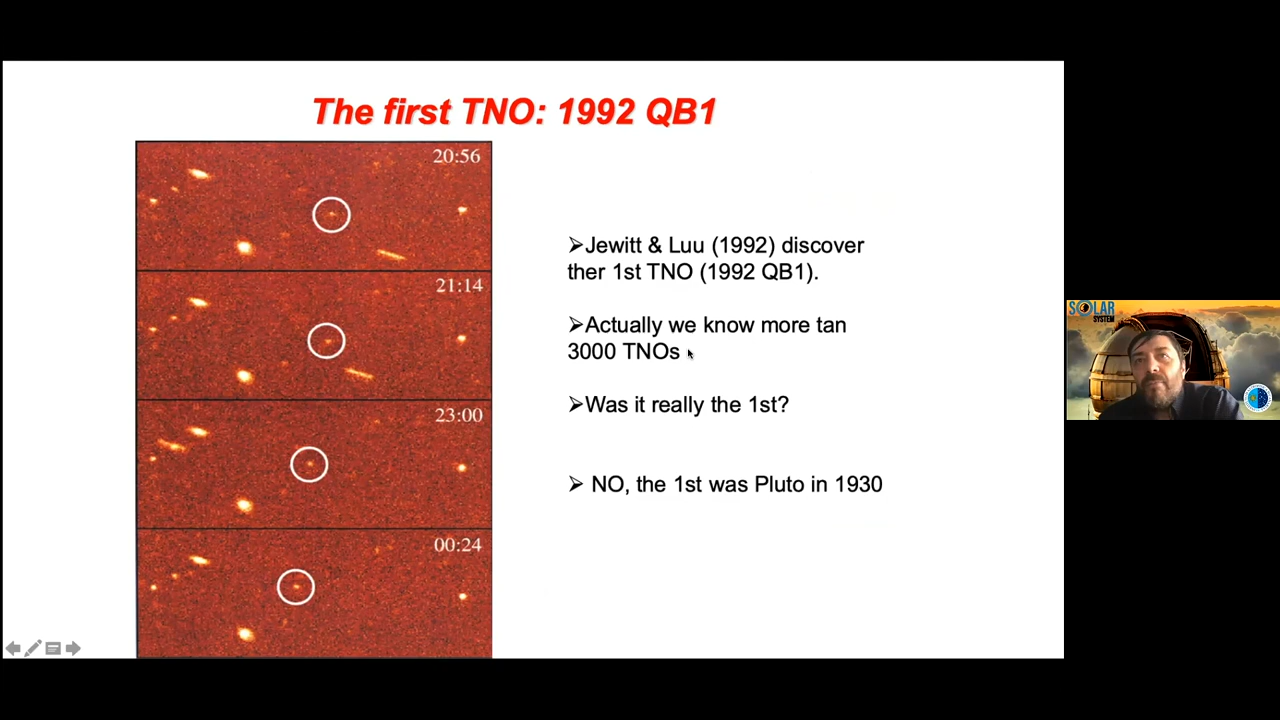 The first TNO: 1992 QB1
20:56
21:14
23:00
00:24
➢Jewitt & Luu (1992) discover
ther 1st TNO (1992 QB1).
➢Actually we know more tan
3000 TNOs
➢Was it really the 1st?
➢ NO, the 1st was Pluto in 1930
SOLAR
SYSTEM